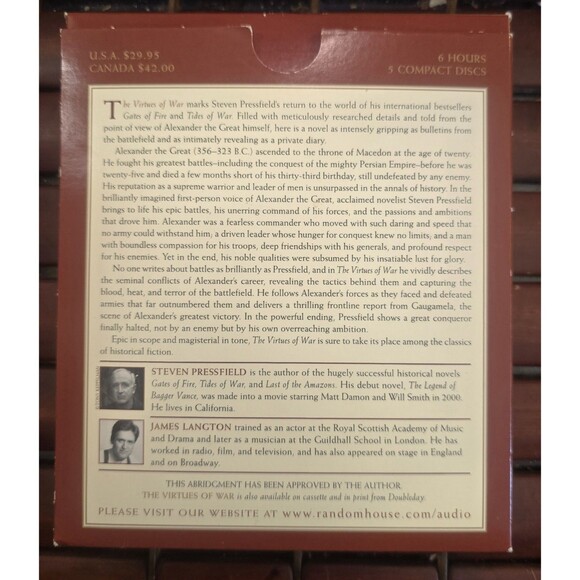 U.S.A. $29.95
CANADA $42.00
6 HOURS
5 COMPACT DISCS
The Virtues of War marks Steven Pressfield's return to the world of his international bestsellers
Gates of Fire and Tides of War. Filled with meticulously researched details and told from the
point of view of Alexander the Great himself, here is a novel as intensely gripping as bulletins from
the battlefield and as intimately revealing as a private diary.
Alexander the Great (356–323 B.C.) ascended to the throne of Macedon at the age of twenty.
He fought his greatest battles–including the conquest of the mighty Persian Empire–before he was
twenty-five and died a few months short of his thirty-third birthday, still undefeated by any enemy.
His reputation as a supreme warrior and leader of men is unsurpassed in the annals of history. In the
brilliantly imagined first-person voice of Alexander the Great, acclaimed novelist Steven Pressfield
brings to life his epic battles, his unerring command of his forces, and the passions and ambitions
that drove him. Alexander was a fearless commander who moved with such daring and speed that
no army could withstand him; a driven leader whose hunger for conquest knew no limits, and a man
with boundless compassion for his troops, deep friendships with his generals, and profound respect
for his enemies. Yet in the end, his noble qualities were subsumed by his insatiable lust for glory.
No one writes about battles as brilliantly as Pressfield, and in The Virtues of War he vividly describes
the seminal conflicts of Alexander's career, revealing the tactics behind them and capturing the
blood, heat, and terror of the battlefield. He follows Alexander's forces as they faced and defeated
armies that far outnumbered them and delivers a thrilling frontline report from Gaugamela, the
scene of Alexander's greatest victory. In the powerful ending, Pressfield shows a great conqueror
finally halted, not by an enemy but by his own overreaching ambition.
Epic in scope and magisterial in tone, The Virtues of War is sure to take its place among the classics
of historical fiction.
STEVEN PRESSFIELD is the author of the hugely successful historical novels
Gates of Fire, Tides of War, and Last of the Amazons. His debut novel, The Legend of
Bagger Vance, was made into a movie starring Matt Damon and Will Smith in 2000.
He lives in California.
JAMES LANGTON trained as an actor at the Royal Scottish Academy of Music
and Drama and later as a musician at the Guildhall School in London. He has
worked in radio, film, and television, and has also appeared on stage in England
and on Broadway.
THIS ABRIDGMENT HAS BEEN APPROVED BY THE AUTHOR.
THE VIRTUES OF WAR is also available on cassette and in print from Doubleday.
PLEASE VISIT OUR WEBSITE AT www.randomhouse.com/audio